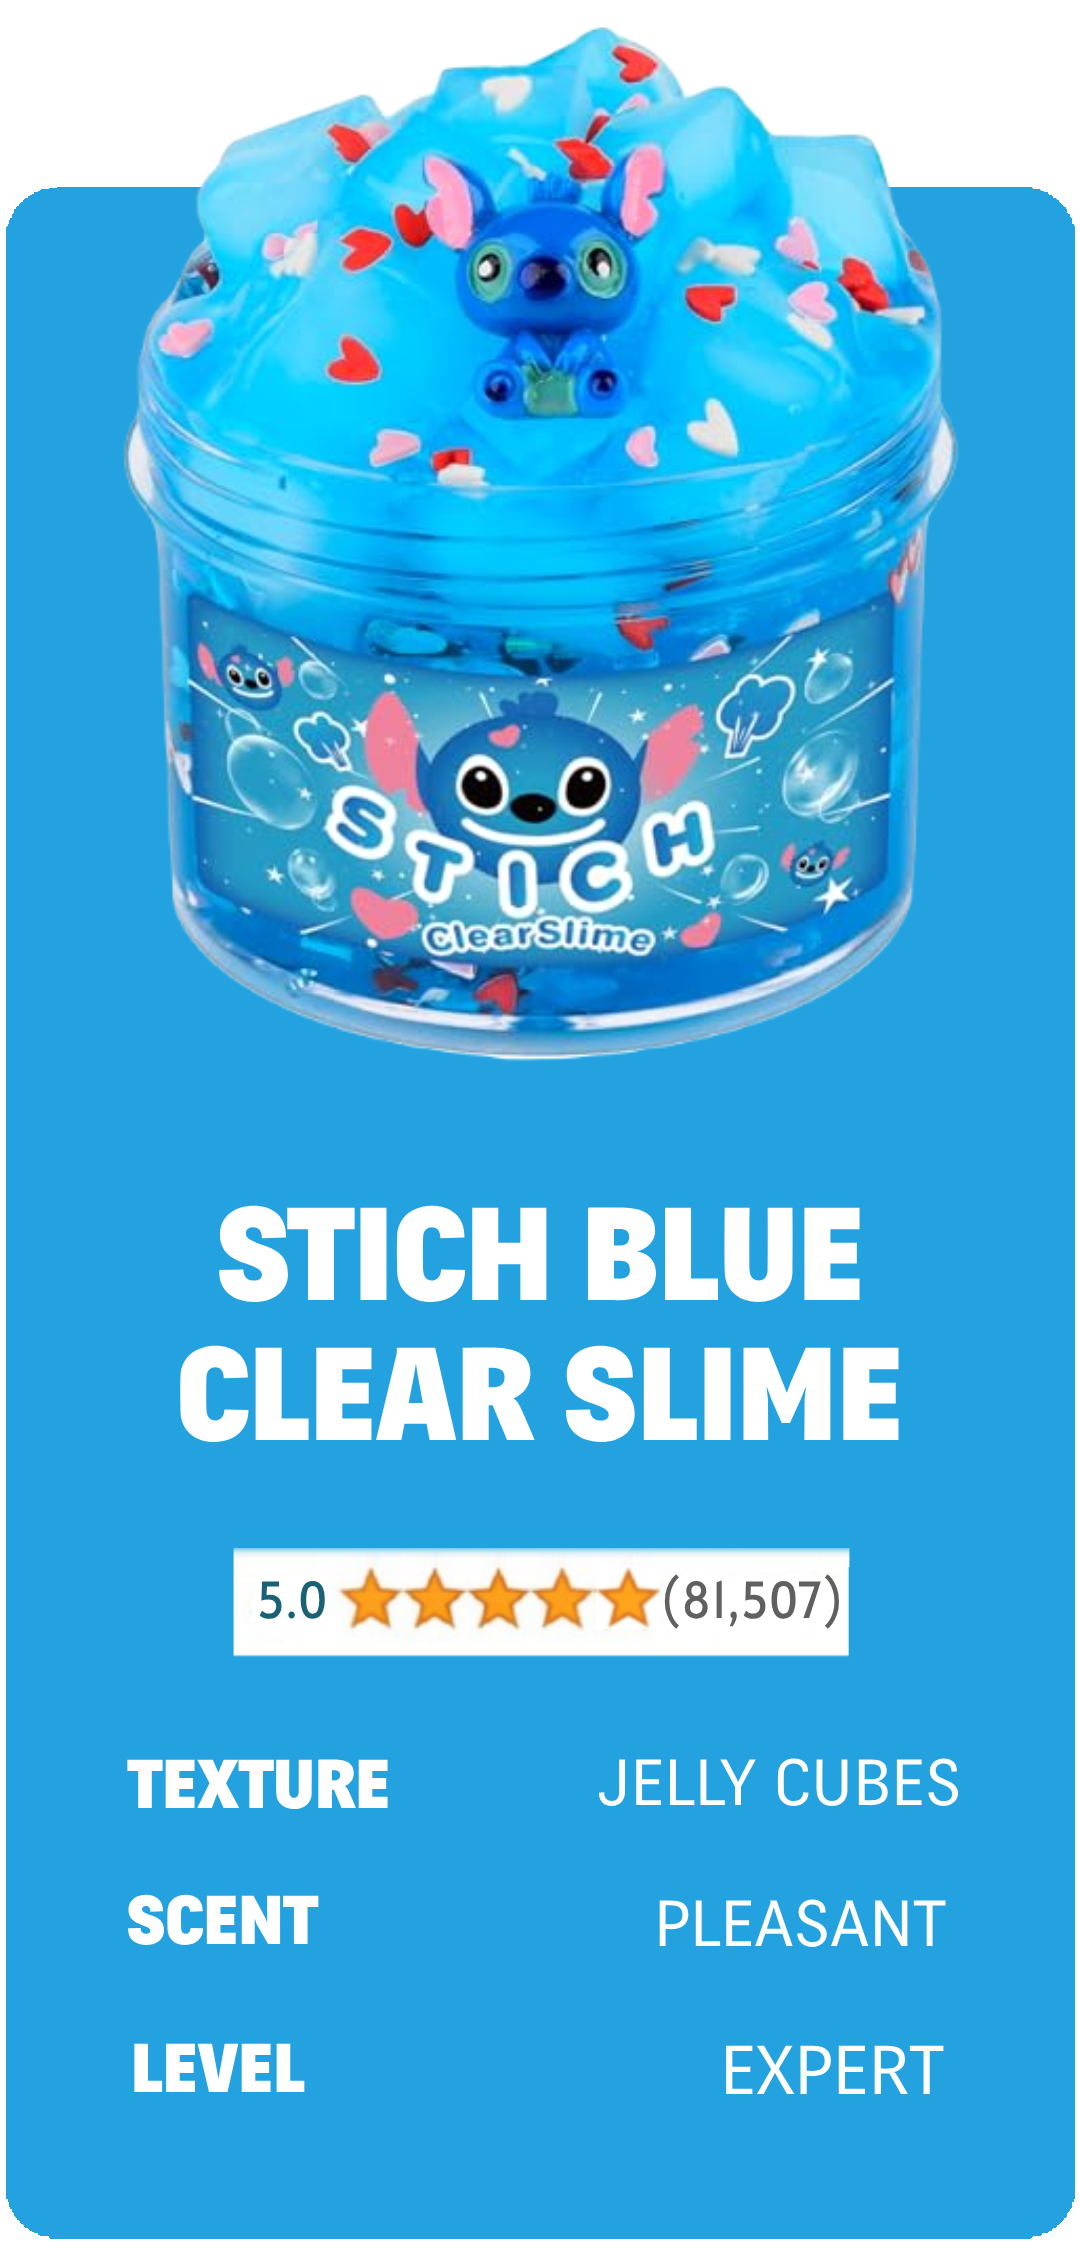 STICH
ClearSlime
STICH BLUE
CLEAR SLIME
5.0 (81,507)
TEXTURE JELLY CUBES
SCENT PLEASANT
LEVEL EXPERT